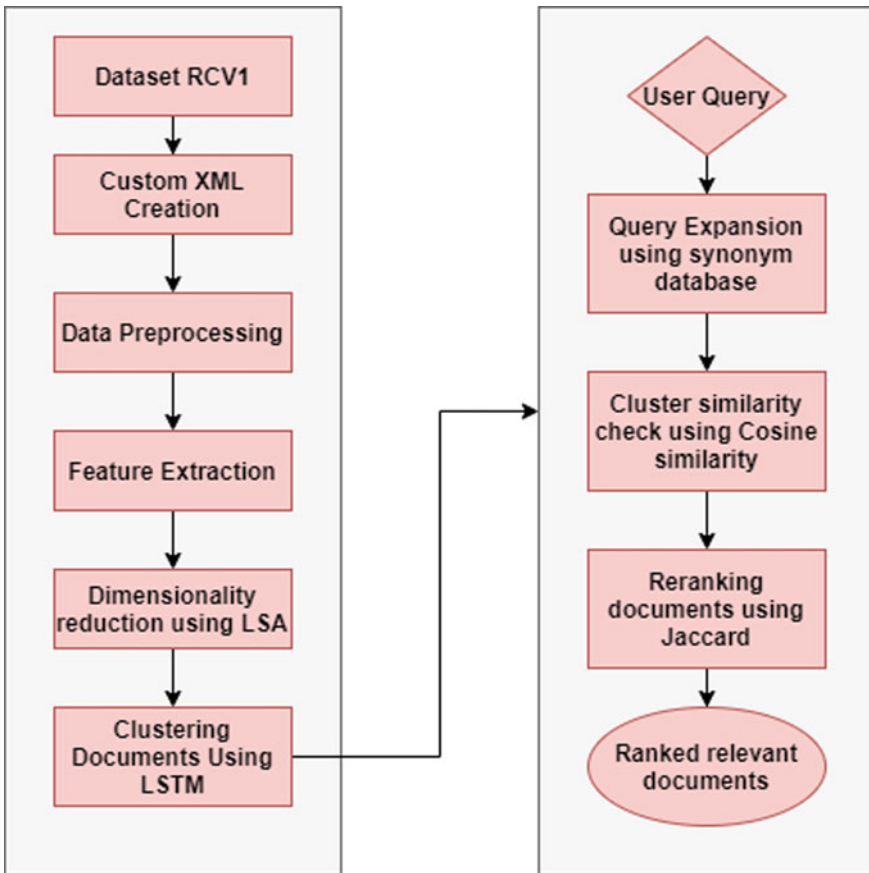 Dataset RCV1
Custom XML
Creation
Data Preprocessing
Feature Extraction
Dimensionality
reduction using LSA
Clustering
Documents Using
LSTM
User Query
Query Expansion
using synonym
database
Cluster similarity
check using Cosine
similarity
Reranking
documents using
Jaccard
Ranked relevant
documents